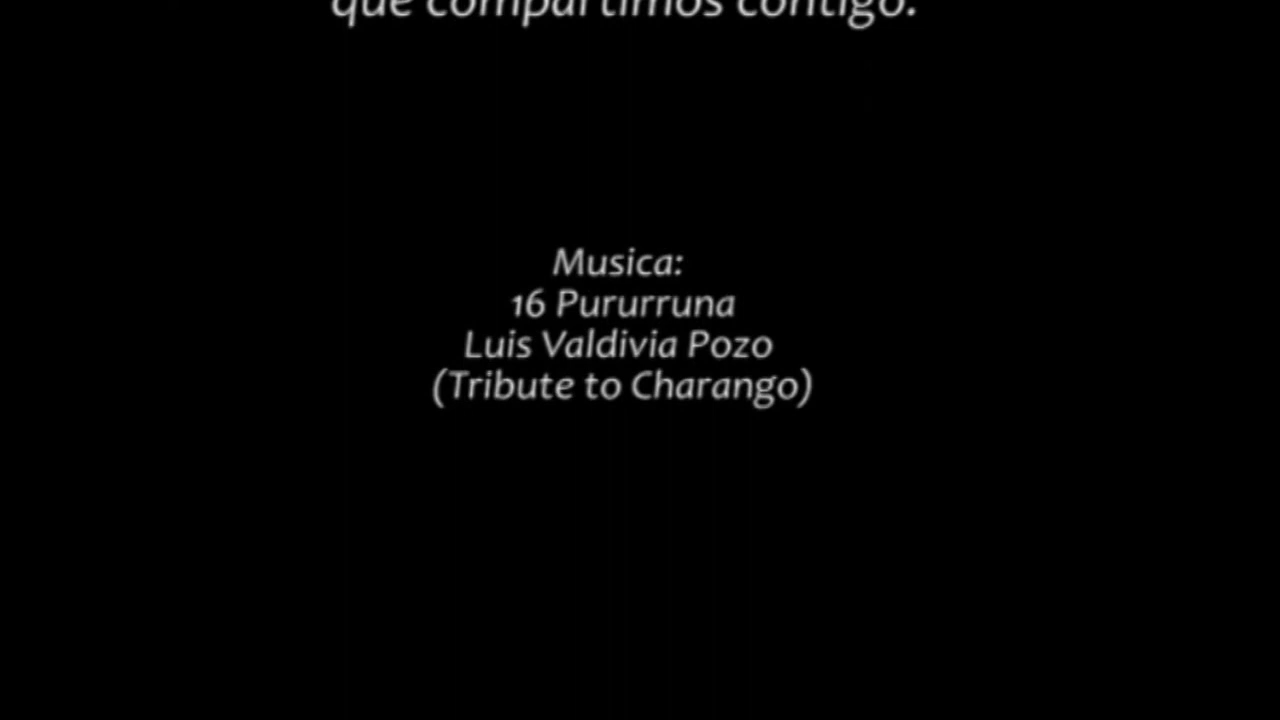 que compartimos contigo.
Musica:
16 Pururruna
Luis Valdivia Pozo
(Tribute to Charango)